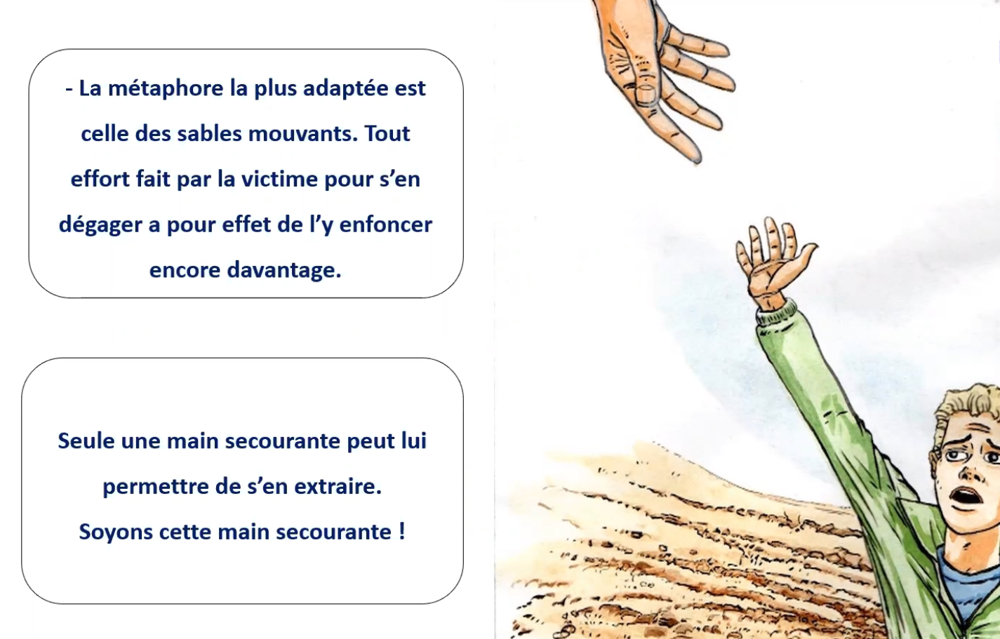 - La métaphore la plus adaptée est
celle des sables mouvants. Tout
effort fait par la victime pour s’en
dégager a pour effet de l’y enfoncer
encore davantage.
Seule une main secourante peut lui
permettre de s’en extraire.
Soyons cette main secourante !